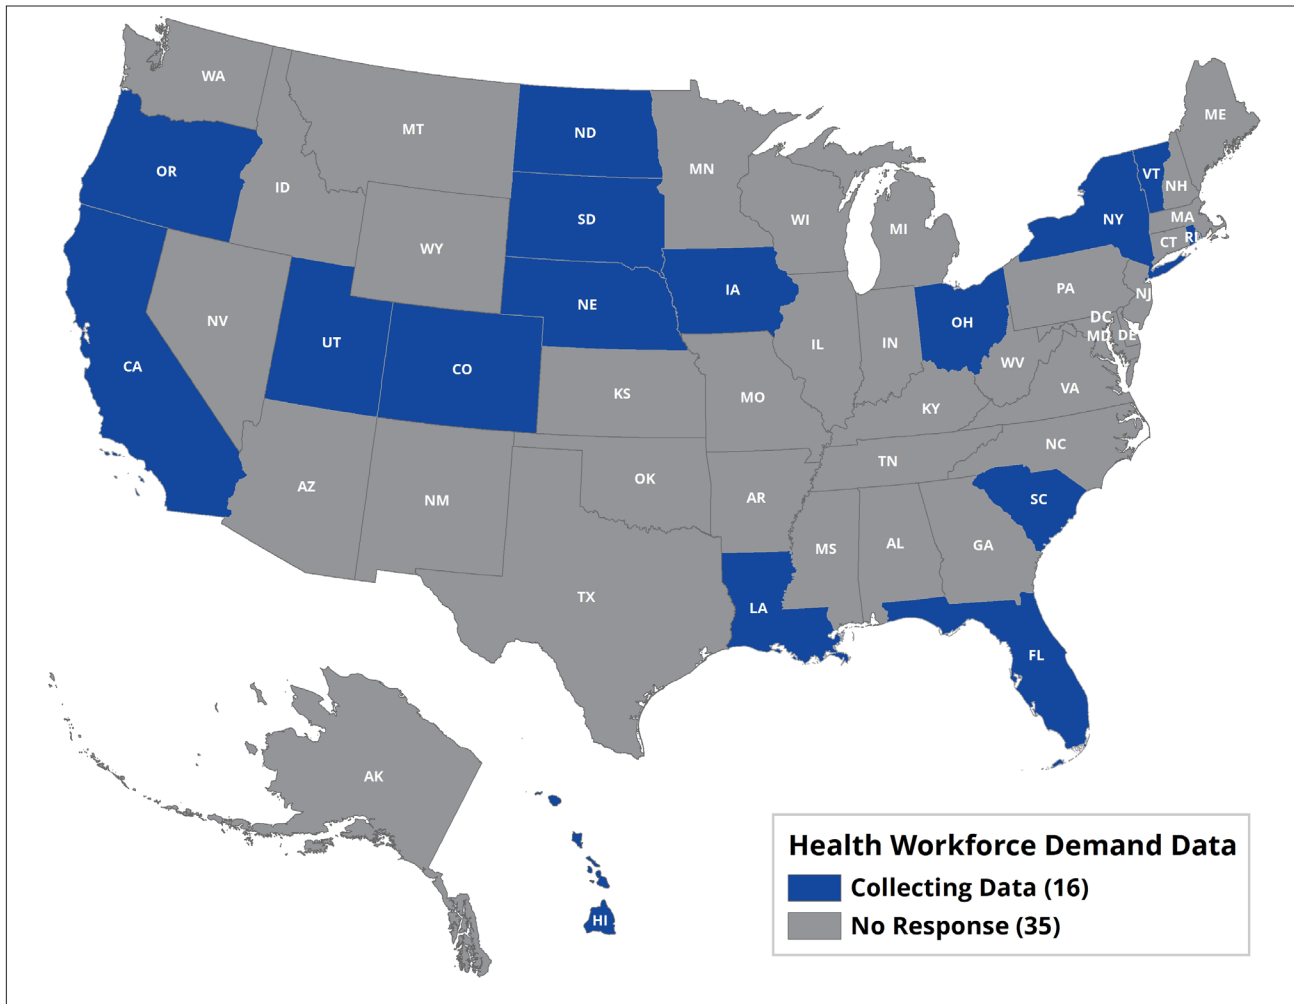 WA
ME
MT
ND
MN
OR
VT
ID
NH
WI
MA
SD
NY
MI
RI
CT
WY
PA
IA
NJ
NE
DC
NV
OH
MD
DE
UT
IL
IN
WV
CA
CO
VA
KS
MO
KY
NC
TN
OK
AZ
AR
SC
NM
MS
AL
GA
TX
LA
FL
AK
HI
Health Workforce Demand Data
Collecting Data (16)
No Response (35)